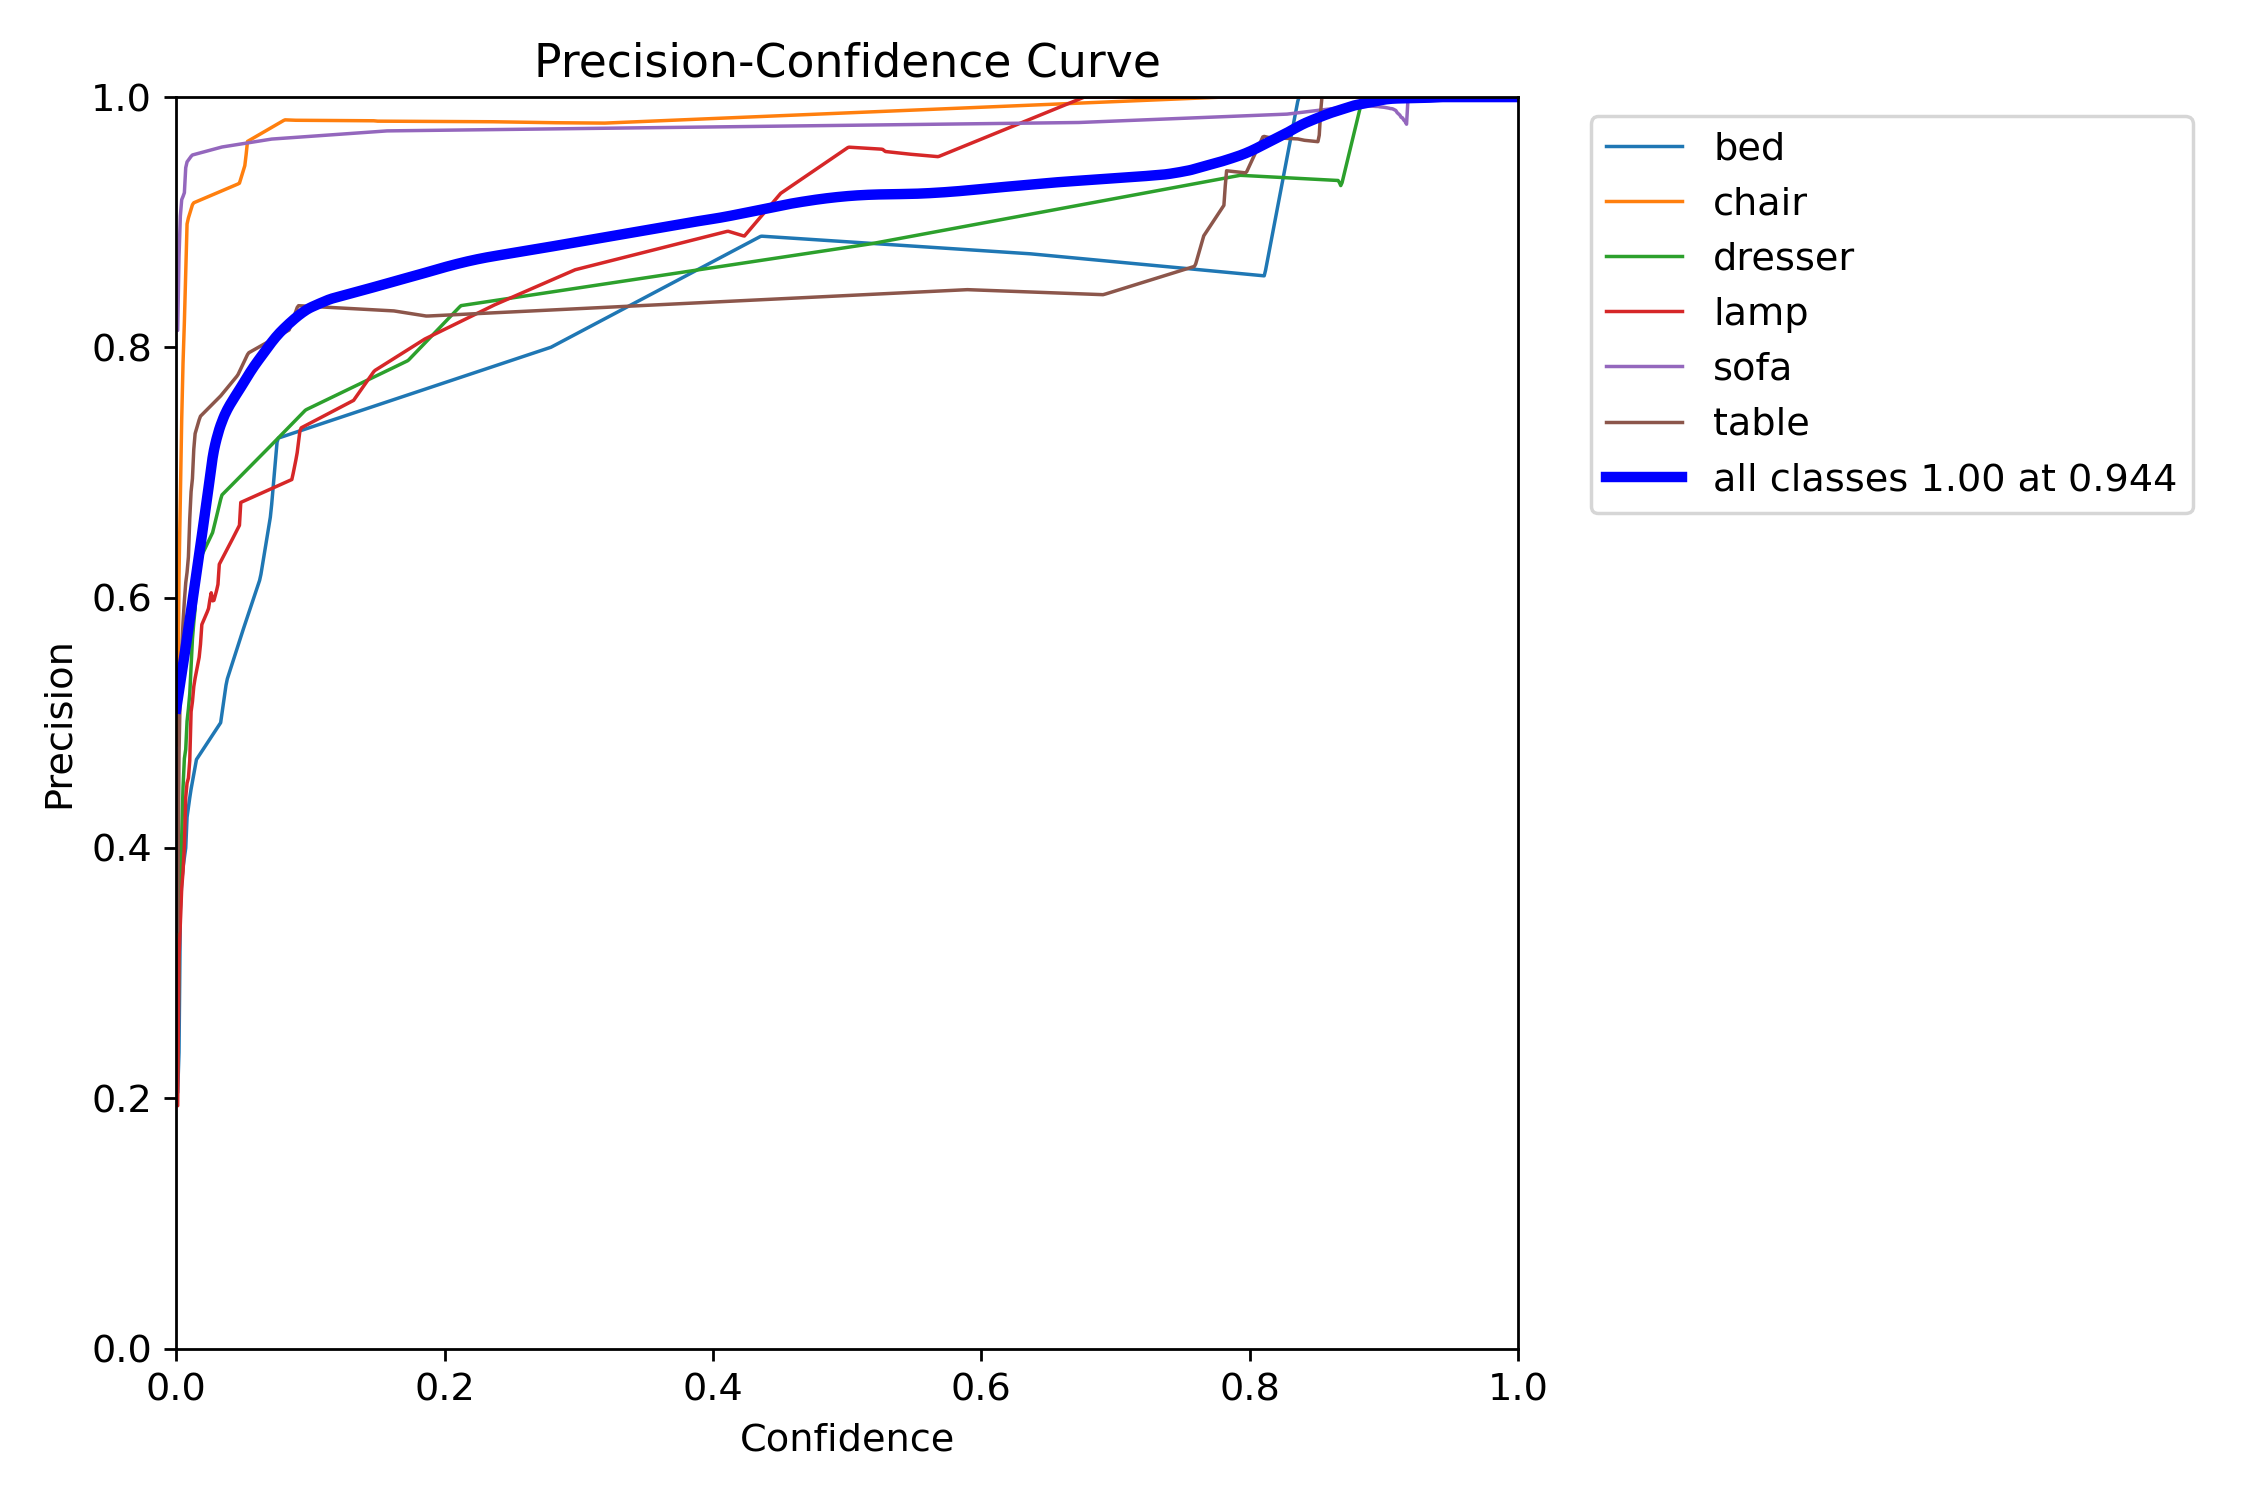 Precision-Confidence Curve
1.0
0.8
0.6
0.4
0.2
0.0
Precision
0.0 0.2 0.4 0.6 0.8 1.0
Confidence
bed
chair
dresser
lamp
sofa
table
all classes 1.00 at 0.944